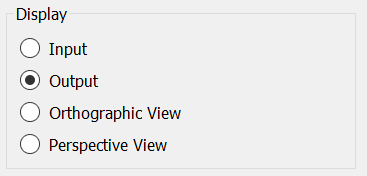 Display
Input
Output
Orthographic View
Perspective View